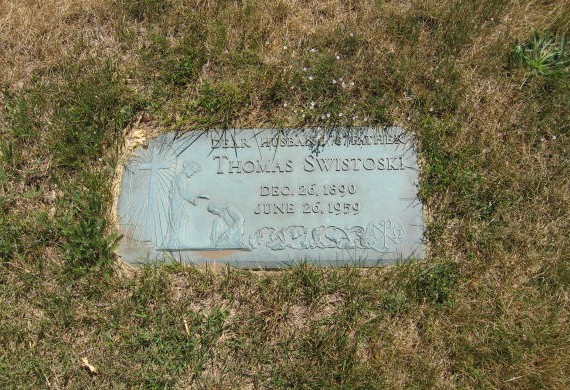 DEAR HUSBAND & FATHER
THOMAS SWISTOSKI
DEC. 26, 1890
JUNE 26, 1959